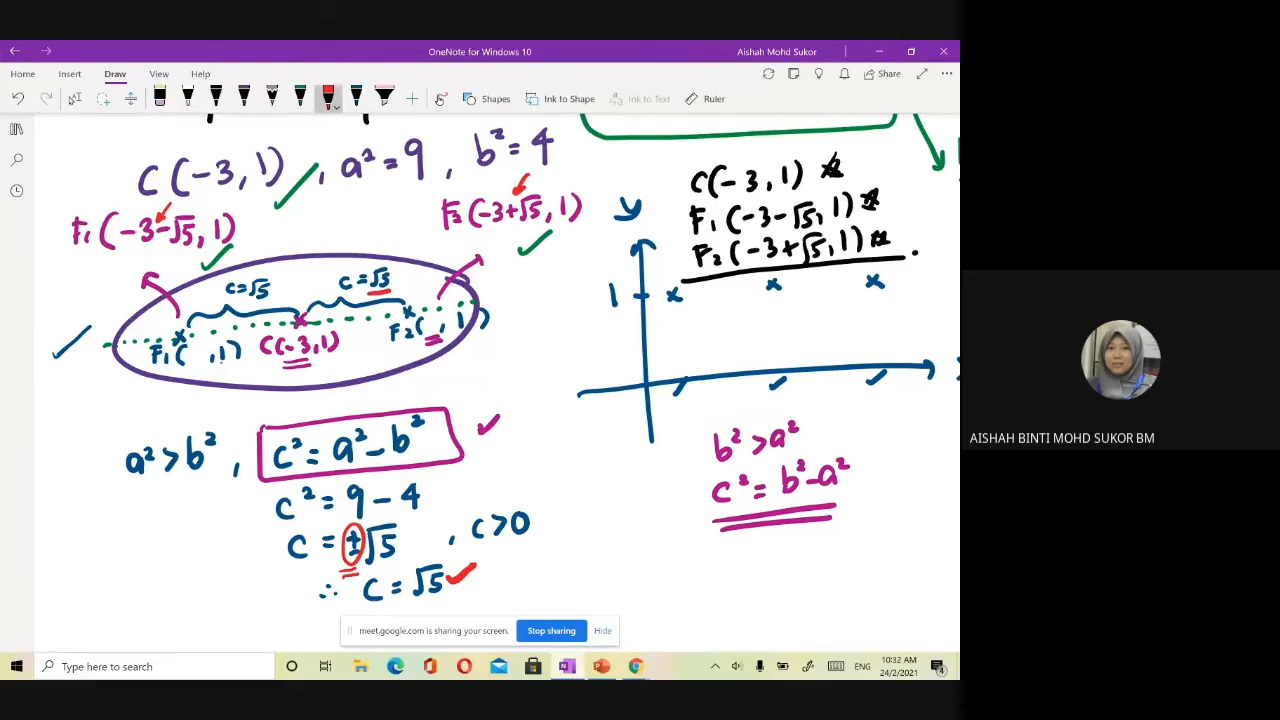 OneNote for Windows 10
Aishah Mohd Sukor
Home Insert Draw View Help
Share
Shapes Ink to Shape Ink to Text Ruler
C(-3, 1), a² = 9, b² = 4
F₁(-3-√5, 1)
F₂(-3+√5, 1)
c=√5
c=√5
F₁( , 1)
C(-3, 1)
F₂( , 1)
a² > b², c² = a² - b²
c² = 9 - 4
c = ±√5, c > 0
∴ c = √5
C(-3, 1)
F₁(-3-√5, 1)
F₂(-3+√5, 1)
y
1
b² > a²
c² = b² - a²
AISHAH BINTI MOHD SUKOR BM
meet.google.com is sharing your screen. Stop sharing Hide
Type here to search
ENG
10:32 AM
24/2/2021
4